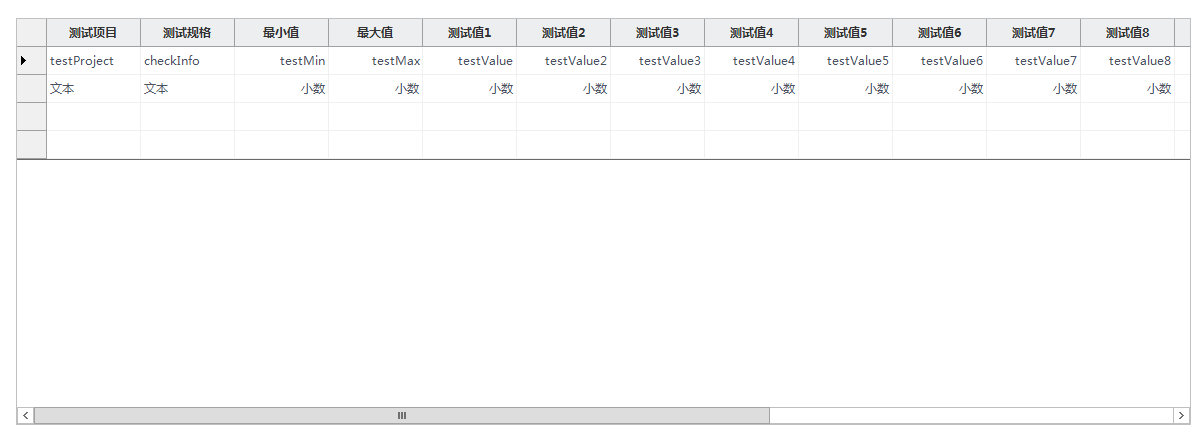 测试项目 测试规格 最小值 最大值 测试值1 测试值2 测试值3 测试值4 测试值5 测试值6 测试值7 测试值8
testProject checkInfo testMin testMax testValue testValue2 testValue3 testValue4 testValue5 testValue6 testValue7 testValue8
文本 文本 小数 小数 小数 小数 小数 小数 小数 小数 小数 小数